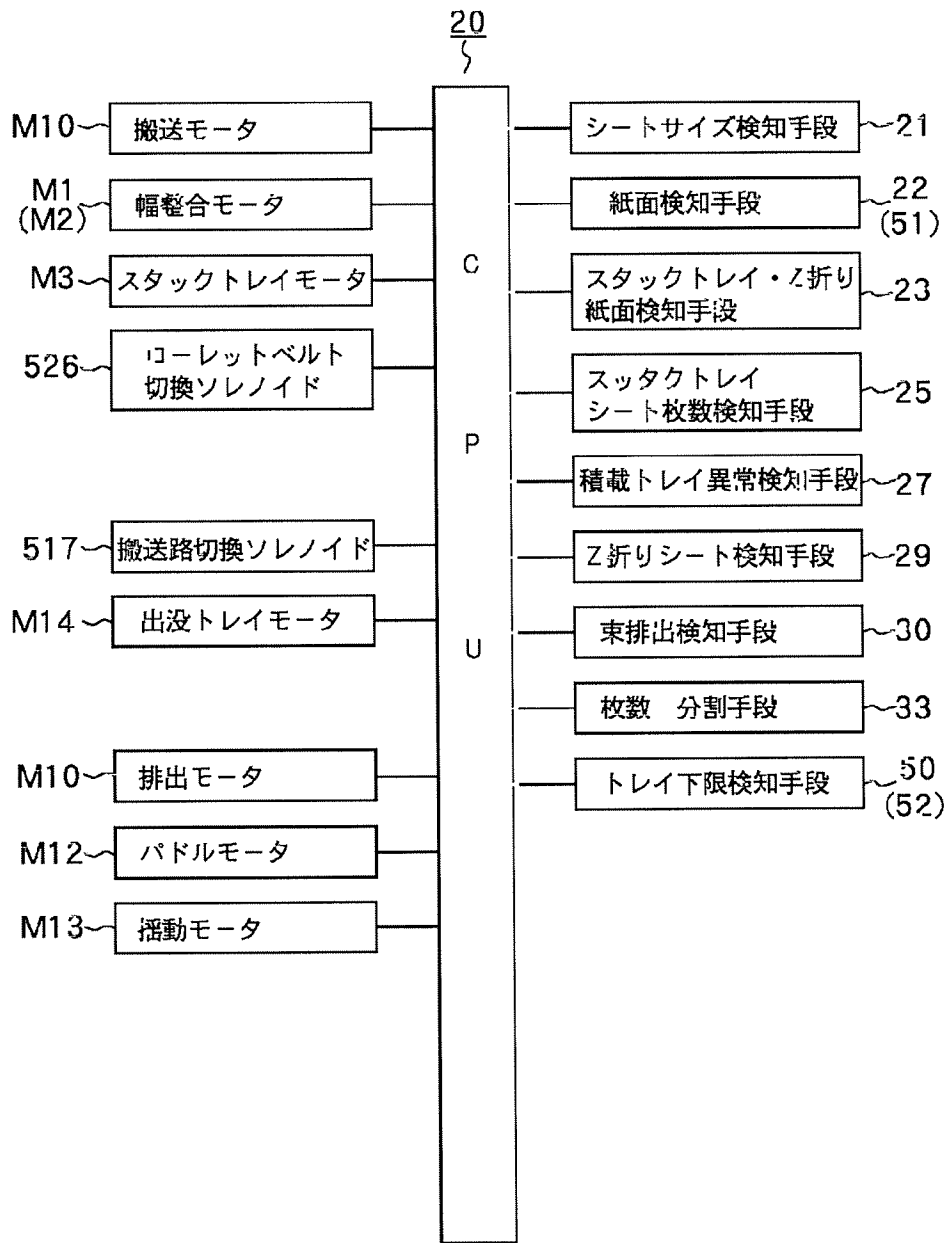 20
M10
搬送モータ
M1
(M2)
幅整合モータ
M3
スタックトレイモータ
526
ローレットベルト
切換ソレノイド
517
搬送路切換ソレノイド
M14
出没トレイモータ
M10
排出モータ
M12
パドルモータ
M13
揺動モータ
C
P
U
シートサイズ検知手段
21
紙面検知手段
22
(51)
スタックトレイ・Z折り
紙面検知手段
23
スッタクトレイ
シート枚数検知手段
25
積載トレイ異常検知手段
27
Z折りシート検知手段
29
束排出検知手段
30
枚数 分割手段
33
トレイ下限検知手段
50
(52)